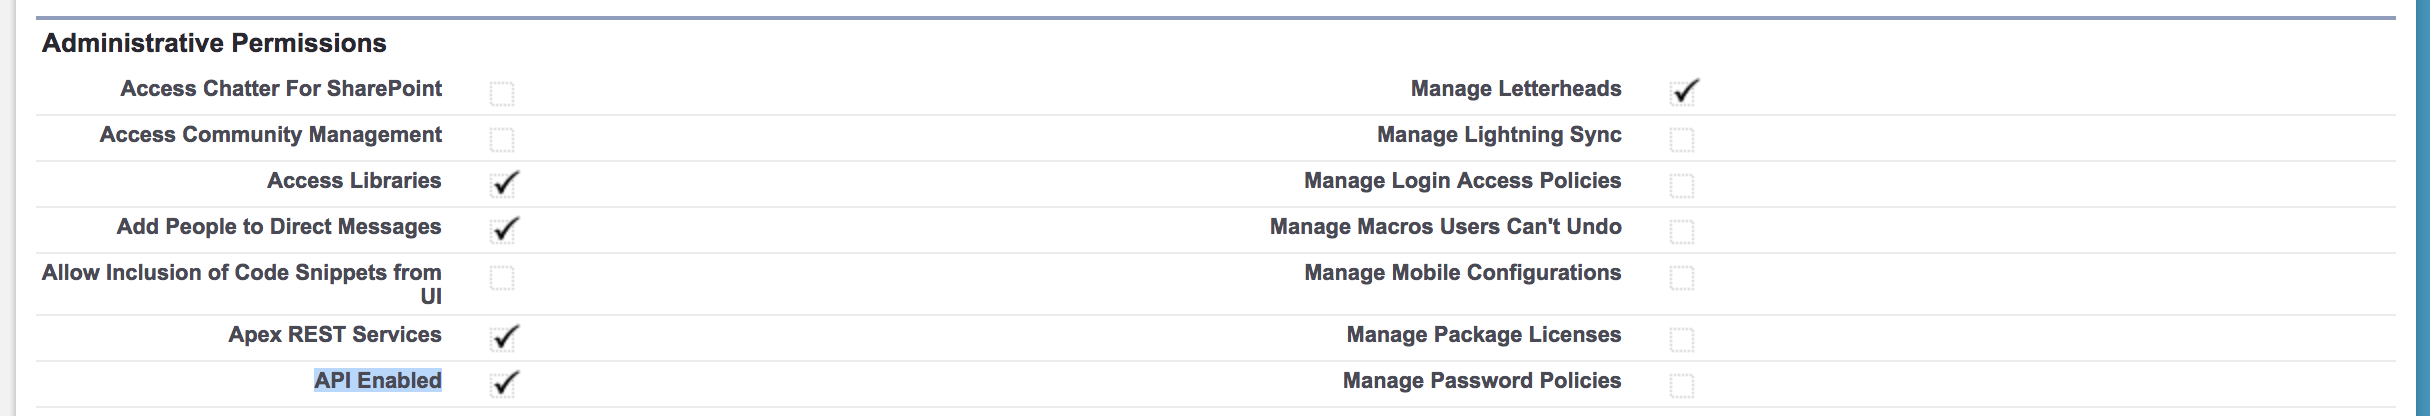 Administrative Permissions
Access Chatter For SharePoint
Manage Letterheads
Access Community Management
Manage Lightning Sync
Access Libraries
Manage Login Access Policies
Add People to Direct Messages
Manage Macros Users Can't Undo
Allow Inclusion of Code Snippets from
UI
Manage Mobile Configurations
Apex REST Services
Manage Package Licenses
API Enabled
Manage Password Policies